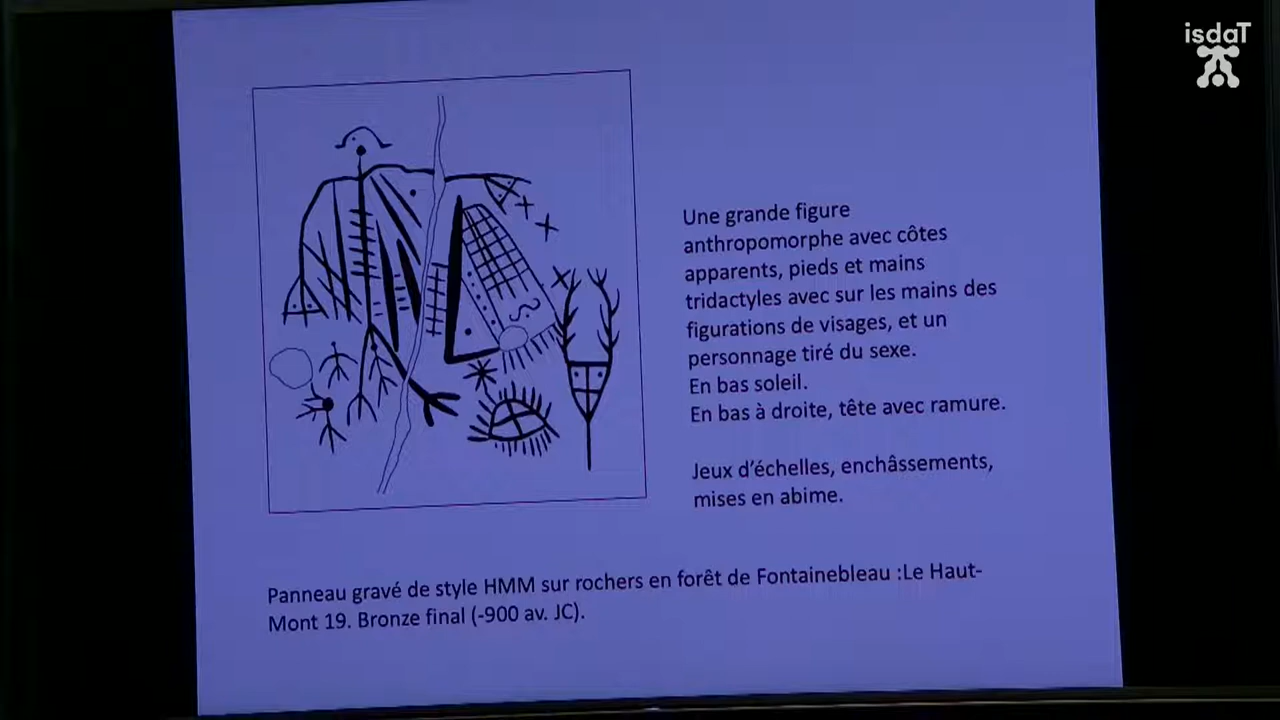 isdaT
Une grande figure
anthropomorphe avec côtes
apparents, pieds et mains
tridactyles avec sur les mains des
figurations de visages, et un
personnage tiré du sexe.
En bas soleil.
En bas à droite, tête avec ramure.
Jeux d'échelles, enchâssements,
mises en abime.
Panneau gravé de style HMM sur rochers en forêt de Fontainebleau :Le Haut-
Mont 19. Bronze final (-900 av. JC).